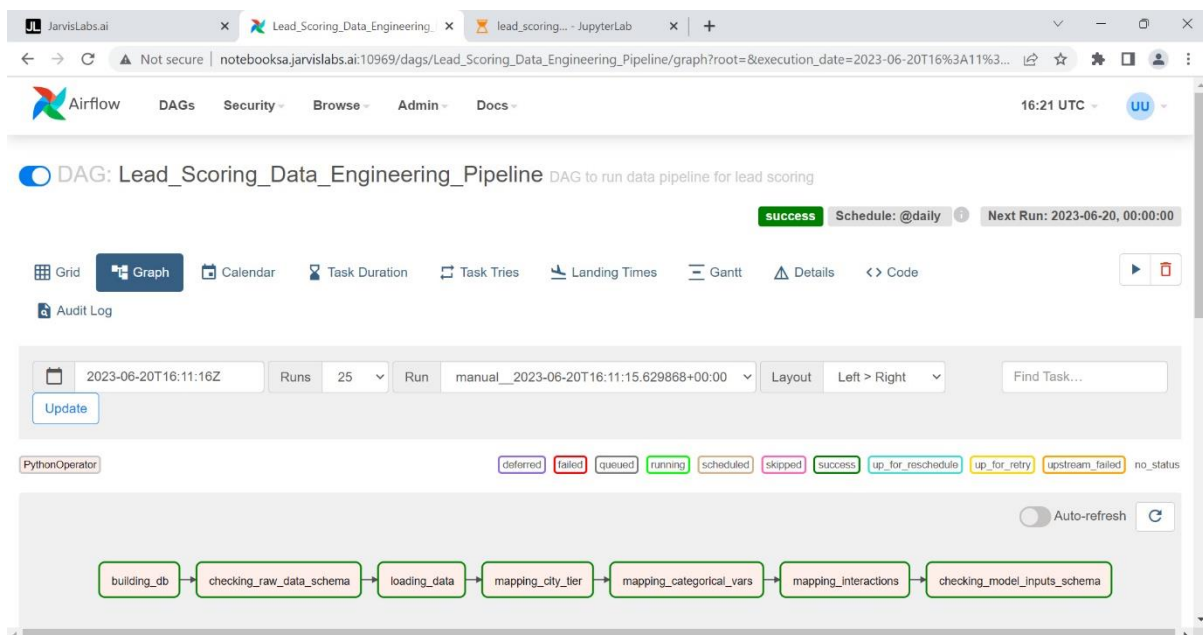 JL JarvisLabs.ai Lead_Scoring_Data_Engineering_ lead_scoring... - JupyterLab
Not secure | notebooksa.jarvislabs.ai:10969/dags/Lead_Scoring_Data_Engineering_Pipeline/graph?root=&execution_date=2023-06-20T16%3A11%3...
Airflow DAGs Security Browse Admin Docs 16:21 UTC UU
DAG: Lead_Scoring_Data_Engineering_Pipeline DAG to run data pipeline for lead scoring
success Schedule: @daily Next Run: 2023-06-20, 00:00:00
Grid Graph Calendar Task Duration Task Tries Landing Times Gantt Details <> Code
Audit Log
2023-06-20T16:11:16Z Runs 25 Run manual__2023-06-20T16:11:15.629868+00:00 Layout Left > Right Find Task...
Update
PythonOperator deferred failed queued running scheduled skipped success up_for_reschedule up_for_retry upstream_failed no_status
Auto-refresh
building_db checking_raw_data_schema loading_data mapping_city_tier mapping_categorical_vars mapping_interactions checking_model_inputs_schema